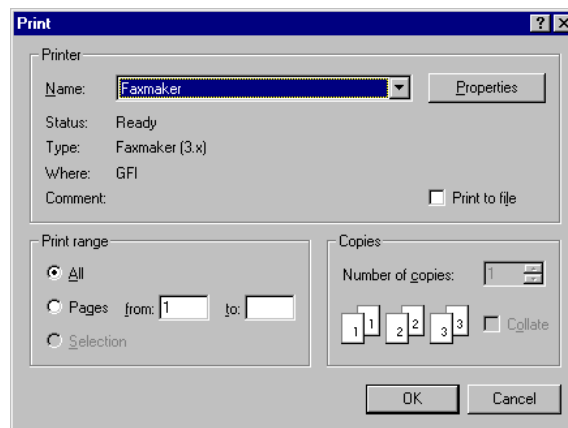 Print
Printer
Name: Faxmaker Properties
Status: Ready
Type: Faxmaker (3.x)
Where: GFI
Comment: Print to file
Print range
All
Pages from: 1 to:
Selection
Copies
Number of copies: 1
1 1 2 2 3 3 Collate
OK Cancel